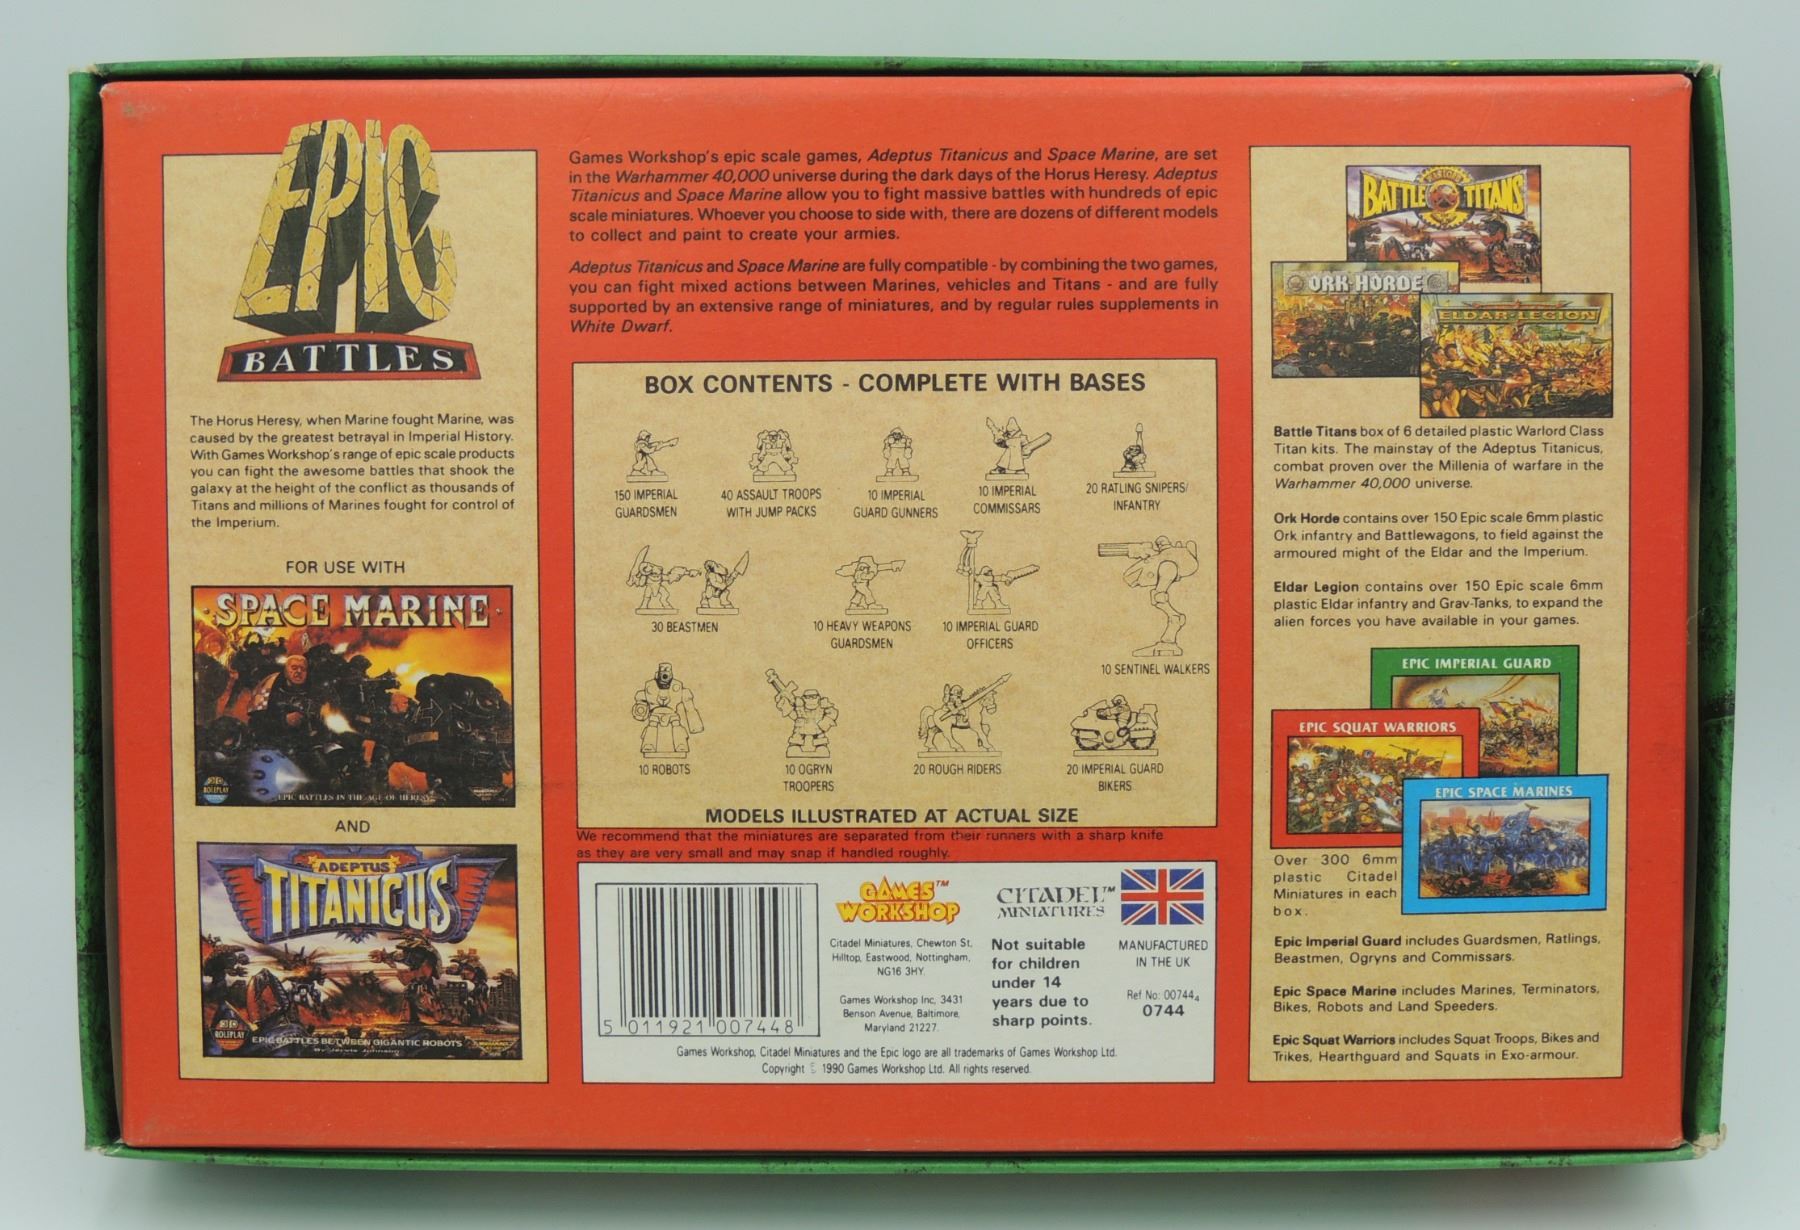 EPIC
BATTLES
The Horus Heresy, when Marine fought Marine, was
caused by the greatest betrayal in Imperial History.
With Games Workshop's range of epic scale products
you can fight the awesome battles that shook the
galaxy at the height of the conflict as thousands of
Titans and millions of Marines fought for control of
the Imperium.
FOR USE WITH
SPACE MARINE
3D
ROLEPLAY
EPIC BATTLES IN THE AGE OF HERESY
AND
ADEPTUS
TITANICUS
3D
ROLEPLAY
EPIC BATTLES BETWEEN GIGANTIC ROBOTS
By Jervis Johnson
Games Workshop's epic scale games, Adeptus Titanicus and Space Marine, are set
in the Warhammer 40,000 universe during the dark days of the Horus Heresy. Adeptus
Titanicus and Space Marine allow you to fight massive battles with hundreds of epic
scale miniatures. Whoever you choose to side with, there are dozens of different models
to collect and paint to create your armies.
Adeptus Titanicus and Space Marine are fully compatible - by combining the two games,
you can fight mixed actions between Marines, vehicles and Titans - and are fully
supported by an extensive range of miniatures, and by regular rules supplements in
White Dwarf.
BOX CONTENTS - COMPLETE WITH BASES
150 IMPERIAL
GUARDSMEN
40 ASSAULT TROOPS
WITH JUMP PACKS
10 IMPERIAL
GUARD GUNNERS
10 IMPERIAL
COMMISSARS
20 RATLING SNIPERS/
INFANTRY
30 BEASTMEN
10 HEAVY WEAPONS
GUARDSMEN
10 IMPERIAL GUARD
OFFICERS
10 SENTINEL WALKERS
10 ROBOTS
10 OGRYN
TROOPERS
20 ROUGH RIDERS
20 IMPERIAL GUARD
BIKERS
MODELS ILLUSTRATED AT ACTUAL SIZE
We recommend that the miniatures are separated from their runners with a sharp knife
as they are very small and may snap if handled roughly.
5 011921 007448
GAMES™
WORKSHOP
Citadel Miniatures, Chewton St,
Hilltop, Eastwood, Nottingham,
NG16 3HY.
Games Workshop Inc, 3431
Benson Avenue, Baltimore,
Maryland 21227.
CITADEL™
MINIATURES
Not suitable
for children
under 14
years due to
sharp points.
MANUFACTURED
IN THE UK
Ref No: 00744₄
0744
Games Workshop, Citadel Miniatures and the Epic logo are all trademarks of Games Workshop Ltd.
Copyright © 1990 Games Workshop Ltd. All rights reserved.
BATTLE TITANS
ORK HORDE
ELDAR LEGION
Battle Titans box of 6 detailed plastic Warlord Class
Titan kits. The mainstay of the Adeptus Titanicus,
combat proven over the Millenia of warfare in the
Warhammer 40,000 universe.
Ork Horde contains over 150 Epic scale 6mm plastic
Ork infantry and Battlewagons, to field against the
armoured might of the Eldar and the Imperium.
Eldar Legion contains over 150 Epic scale 6mm
plastic Eldar infantry and Grav-Tanks, to expand the
alien forces you have available in your games.
EPIC IMPERIAL GUARD
EPIC SQUAT WARRIORS
EPIC SPACE MARINES
Over 300 6mm
plastic Citadel
Miniatures in each
box.
Epic Imperial Guard includes Guardsmen, Ratlings,
Beastmen, Ogryns and Commissars.
Epic Space Marine includes Marines, Terminators,
Bikes, Robots and Land Speeders.
Epic Squat Warriors includes Squat Troops, Bikes and
Trikes, Hearthguard and Squats in Exo-armour.